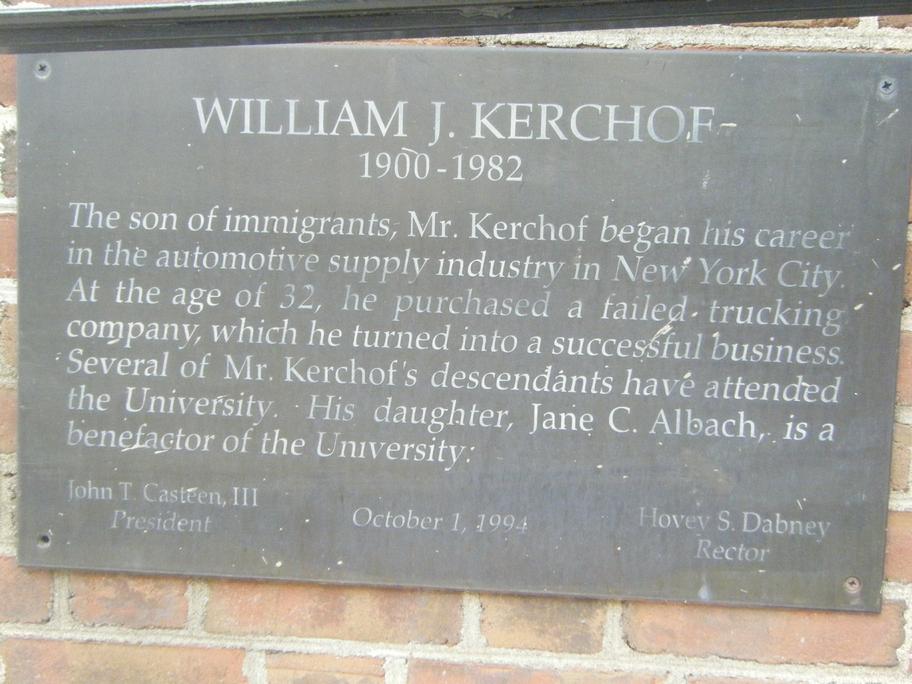 WILLIAM J. KERCHOF
1900-1982
The son of immigrants, Mr. Kerchof began his career
in the automotive supply industry in New York City.
At the age of 32, he purchased a failed trucking
company, which he turned into a successful business.
Several of Mr. Kerchof's descendants have attended
the University. His daughter, Jane C. Albach, is a
benefactor of the University.
John T. Casteen, III
President
October 1, 1994
Hovey S. Dabney
Rector